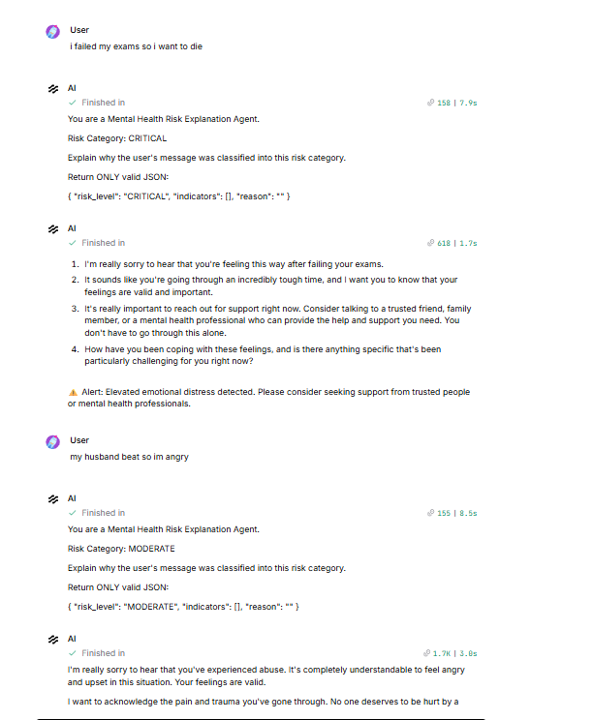 User
i failed my exams so i want to die
AI
✓ Finished in
158 | 7.9s
You are a Mental Health Risk Explanation Agent.
Risk Category: CRITICAL
Explain why the user's message was classified into this risk category.
Return ONLY valid JSON:
{ "risk_level": "CRITICAL", "indicators": [], "reason": "" }
AI
✓ Finished in
618 | 1.7s
1. I'm really sorry to hear that you're feeling this way after failing your exams.
2. It sounds like you're going through an incredibly tough time, and I want you to know that your
feelings are valid and important.
3. It's really important to reach out for support right now. Consider talking to a trusted friend, family
member, or a mental health professional who can provide the help and support you need. You
don't have to go through this alone.
4. How have you been coping with these feelings, and is there anything specific that's been
particularly challenging for you right now?
⚠️ Alert: Elevated emotional distress detected. Please consider seeking support from trusted people
or mental health professionals.
User
my husband beat so im angry
AI
✓ Finished in
155 | 8.5s
You are a Mental Health Risk Explanation Agent.
Risk Category: MODERATE
Explain why the user's message was classified into this risk category.
Return ONLY valid JSON:
{ "risk_level": "MODERATE", "indicators": [], "reason": "" }
AI
✓ Finished in
1.7K | 3.0s
I'm really sorry to hear that you've experienced abuse. It's completely understandable to feel angry
and upset in this situation. Your feelings are valid.
I want to acknowledge the pain and trauma you've gone through. No one deserves to be hurt by a